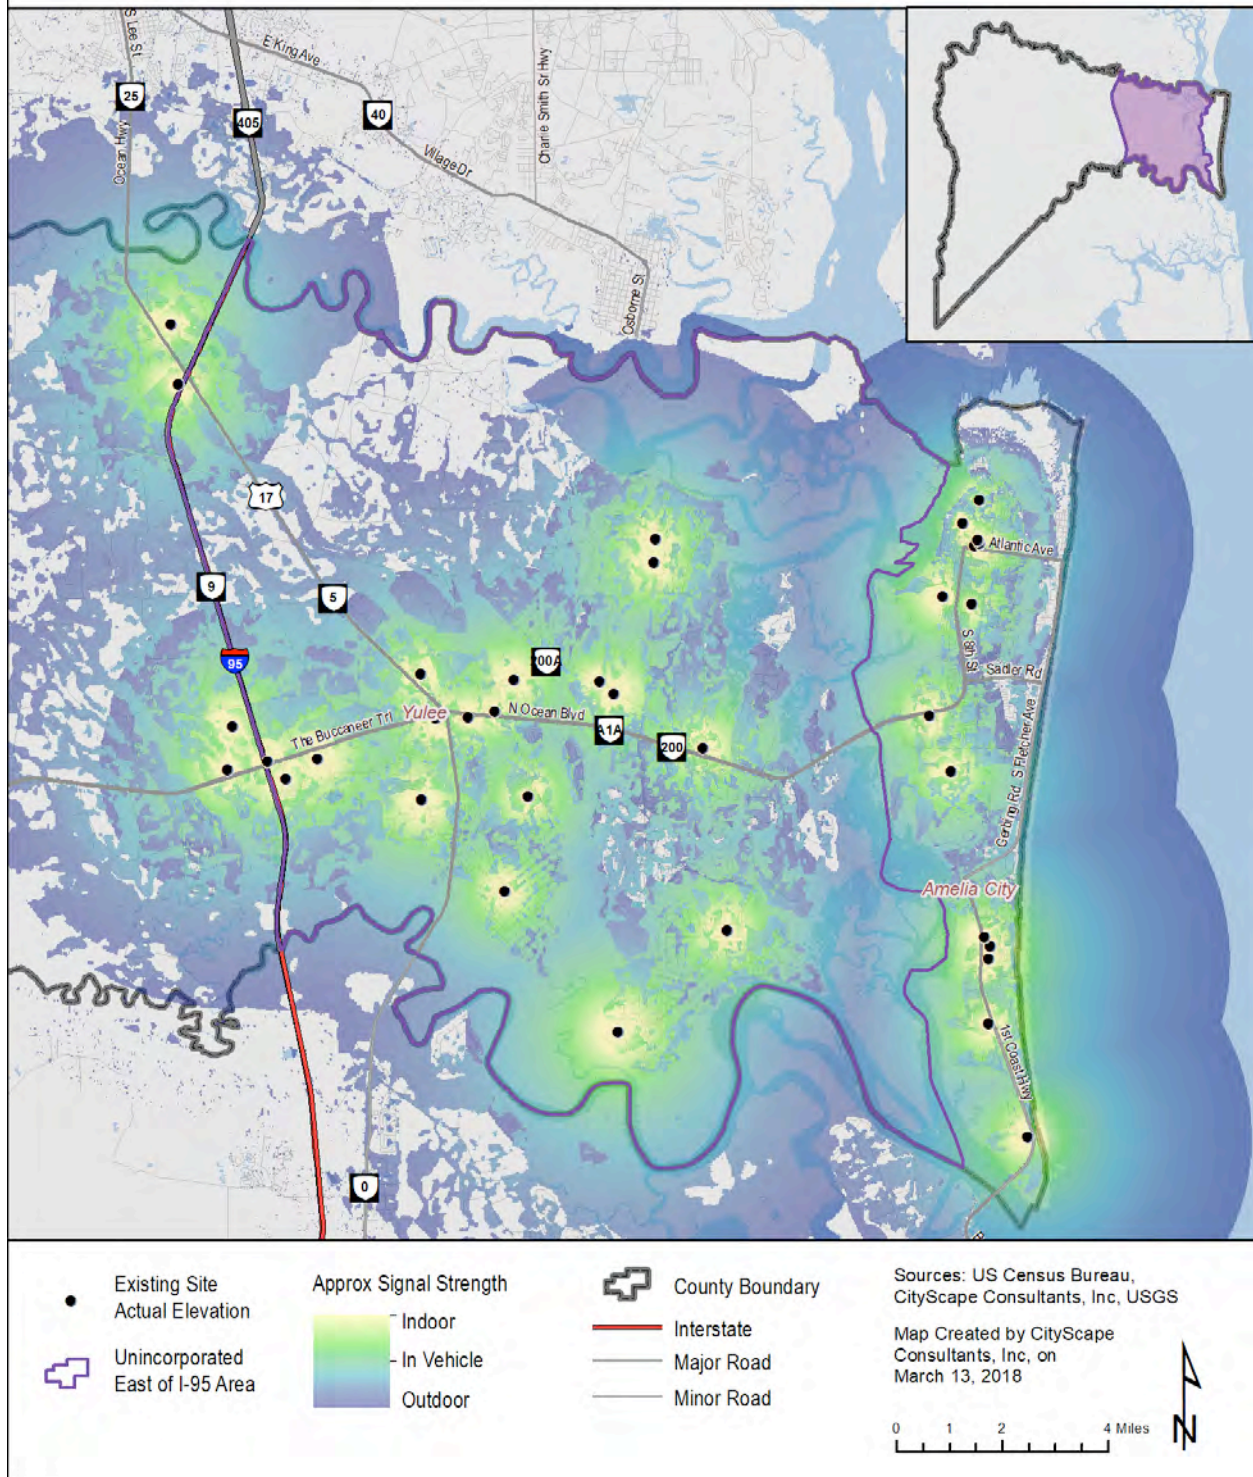 S Lee St
E King Ave
25
405
40
Ocean Hwy
Village Dr
Charlie Smith Sr Hwy
Osborne St
17
9
5
95
200A
Atlantic Ave
S 8th St
Sadler Rd
The Buccaneer Trl
Yulee
N Ocean Blvd
A1A
200
S Fletcher Ave
Gerbing Rd
Amelia City
1st Coast Hwy
0
Existing Site
Actual Elevation
Unincorporated
East of I-95 Area
Approx Signal Strength
Indoor
In Vehicle
Outdoor
County Boundary
Interstate
Major Road
Minor Road
Sources: US Census Bureau,
CityScape Consultants, Inc, USGS
Map Created by CityScape
Consultants, Inc, on
March 13, 2018
0 1 2 4 Miles
N